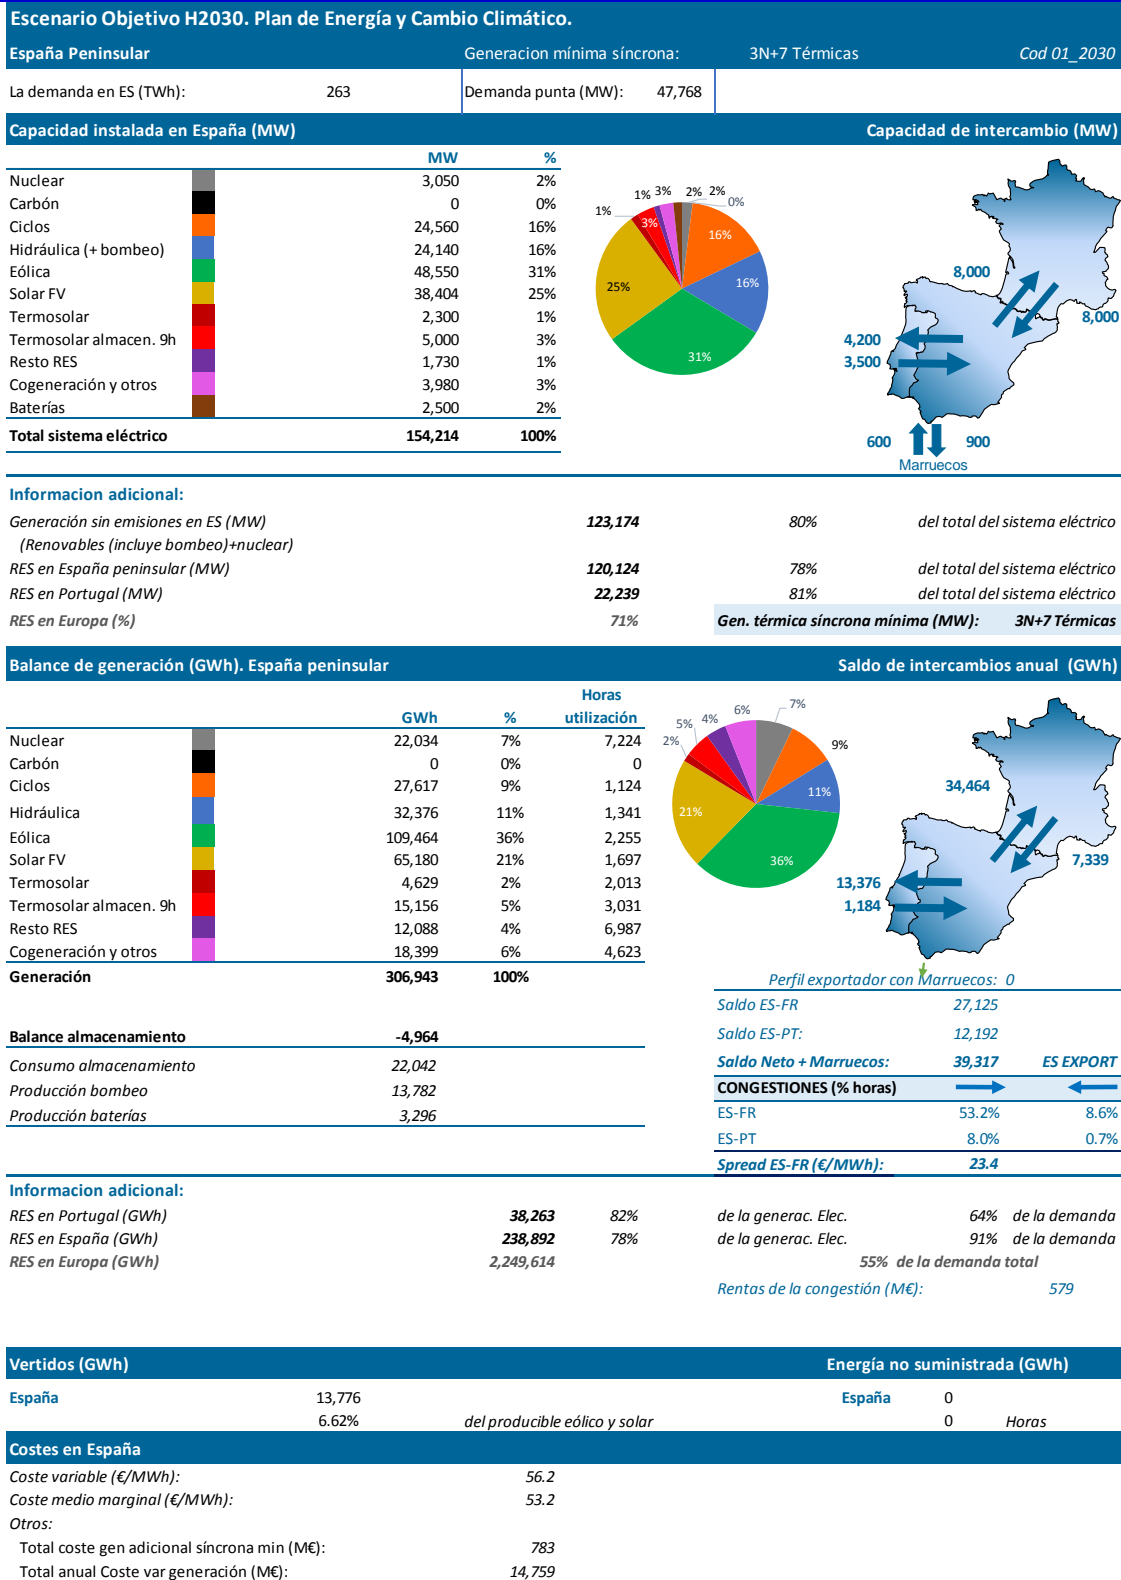 Escenario Objetivo H2030. Plan de Energía y Cambio Climático.
España Peninsular Generacion mínima síncrona: 3N+7 Térmicas Cod 01_2030
La demanda en ES (TWh): 263 Demanda punta (MW): 47,768
Capacidad instalada en España (MW) Capacidad de intercambio (MW)
MW %
Nuclear 3,050 2%
Carbón 0 0%
Ciclos 24,560 16%
Hidráulica (+ bombeo) 24,140 16%
Eólica 48,550 31%
Solar FV 38,404 25%
Termosolar 2,300 1%
Termosolar almacen. 9h 5,000 3%
Resto RES 1,730 1%
Cogeneración y otros 3,980 3%
Baterías 2,500 2%
Total sistema eléctrico 154,214 100%
1% 3% 2% 2%
0%
1%
3%
16%
25%
16%
31%
8,000
8,000
4,200
3,500
600 900
Marruecos
Informacion adicional:
Generación sin emisiones en ES (MW) 123,174 80% del total del sistema eléctrico
(Renovables (incluye bombeo)+nuclear)
RES en España peninsular (MW) 120,124 78% del total del sistema eléctrico
RES en Portugal (MW) 22,239 81% del total del sistema eléctrico
RES en Europa (%) 71% Gen. térmica síncrona mínima (MW): 3N+7 Térmicas
Balance de generación (GWh). España peninsular Saldo de intercambios anual (GWh)
Horas
GWh % utilización
Nuclear 22,034 7% 7,224
Carbón 0 0% 0
Ciclos 27,617 9% 1,124
Hidráulica 32,376 11% 1,341
Eólica 109,464 36% 2,255
Solar FV 65,180 21% 1,697
Termosolar 4,629 2% 2,013
Termosolar almacen. 9h 15,156 5% 3,031
Resto RES 12,088 4% 6,987
Cogeneración y otros 18,399 6% 4,623
Generación 306,943 100%
6% 7%
5% 4%
2%
9%
11%
21%
36%
34,464
7,339
13,376
1,184
Perfil exportador con Marruecos: 0
Saldo ES-FR 27,125
Saldo ES-PT: 12,192
Balance almacenamiento -4,964
Saldo Neto + Marruecos: 39,317 ES EXPORT
Consumo almacenamiento 22,042
CONGESTIONES (% horas)
Producción bombeo 13,782
ES-FR 53.2% 8.6%
Producción baterías 3,296
ES-PT 8.0% 0.7%
Spread ES-FR (€/MWh): 23.4
Informacion adicional:
RES en Portugal (GWh) 38,263 82% de la generac. Elec. 64% de la demanda
RES en España (GWh) 238,892 78% de la generac. Elec. 91% de la demanda
RES en Europa (GWh) 2,249,614 55% de la demanda total
Rentas de la congestión (M€): 579
Vertidos (GWh) Energía no suministrada (GWh)
España 13,776 España 0
6.62% del producible eólico y solar 0 Horas
Costes en España
Coste variable (€/MWh): 56.2
Coste medio marginal (€/MWh): 53.2
Otros:
Total coste gen adicional síncrona min (M€): 783
Total anual Coste var generación (M€): 14,759